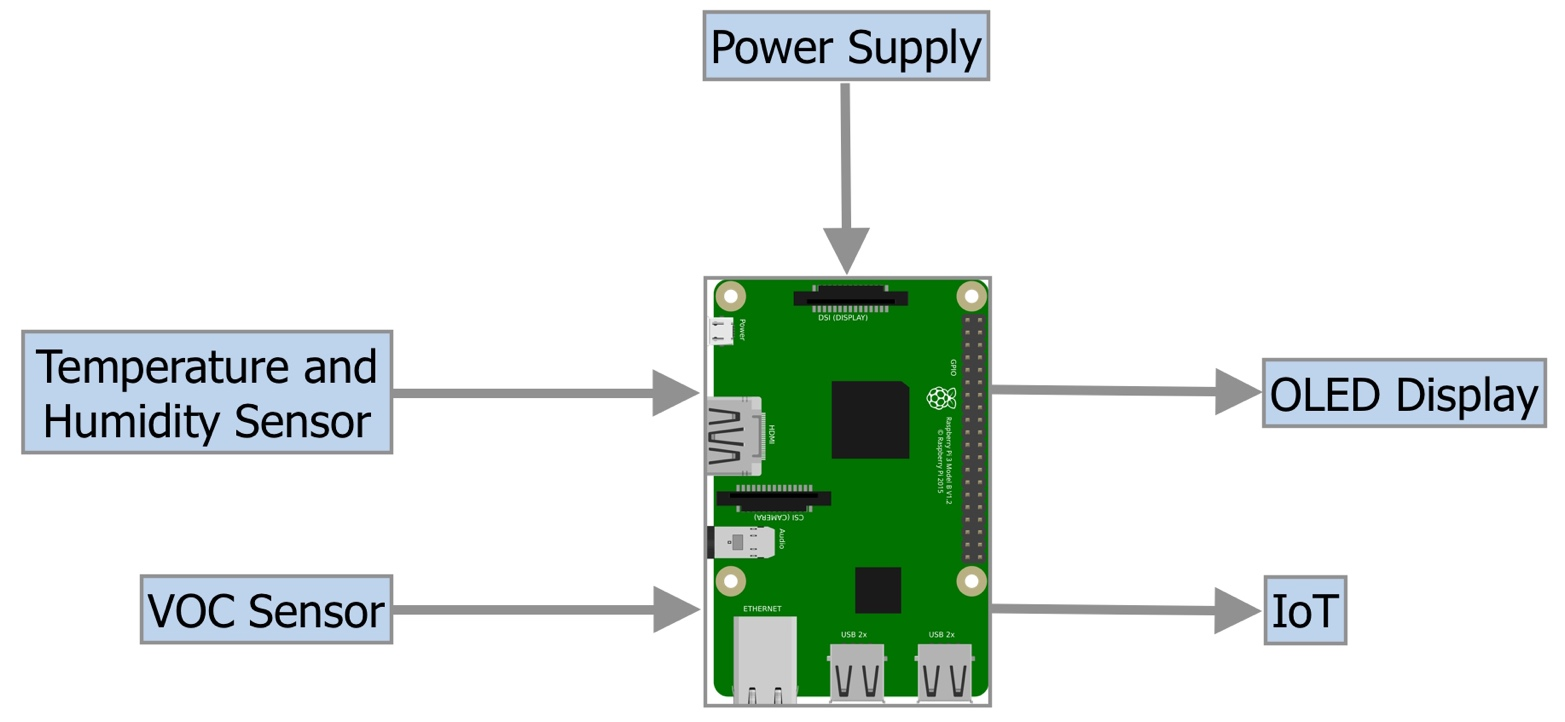 Power Supply
DSI (DISPLAY)
Power
Temperature and
Humidity Sensor
GPIO
OLED Display
HDMI
Raspberry Pi 3 Model B V1.2
© Raspberry Pi 2015
CSI (CAMERA)
Audio
VOC Sensor
ETHERNET
USB 2x
USB 2x
IoT